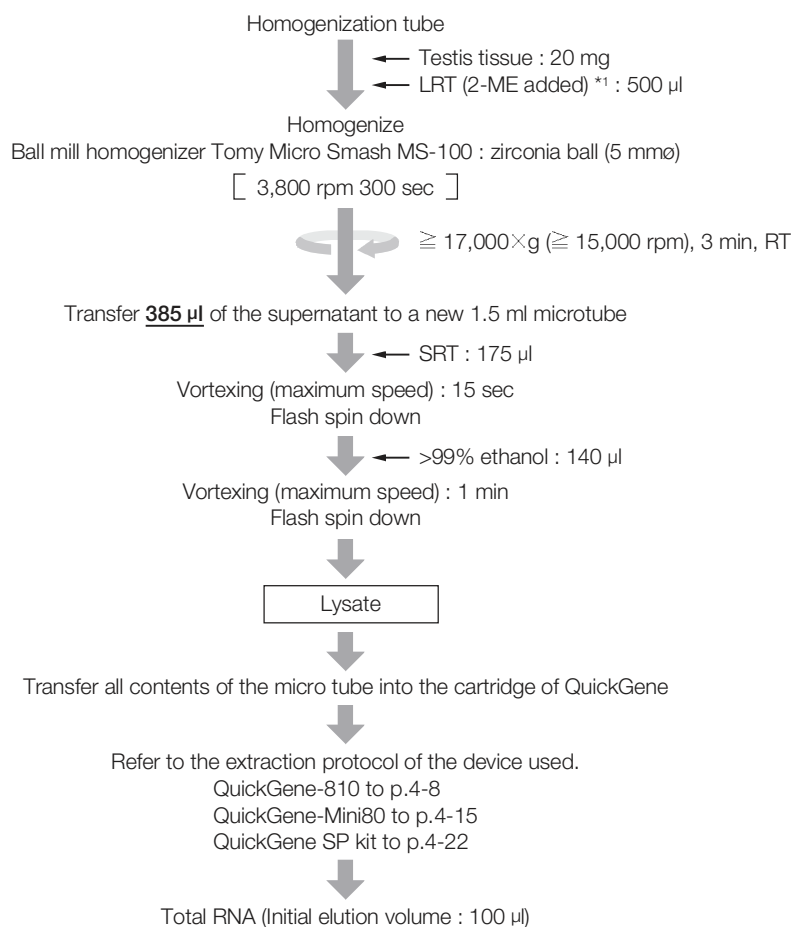 Homogenization tube
Testis tissue : 20 mg
LRT (2-ME added) *1 : 500 µl
Homogenize
Ball mill homogenizer Tomy Micro Smash MS-100 : zirconia ball (5 mmø)
[ 3,800 rpm 300 sec ]
≧ 17,000×g (≧ 15,000 rpm), 3 min, RT
Transfer 385 µl of the supernatant to a new 1.5 ml microtube
SRT : 175 µl
Vortexing (maximum speed) : 15 sec
Flash spin down
>99% ethanol : 140 µl
Vortexing (maximum speed) : 1 min
Flash spin down
Lysate
Transfer all contents of the micro tube into the cartridge of QuickGene
Refer to the extraction protocol of the device used.
QuickGene-810 to p.4-8
QuickGene-Mini80 to p.4-15
QuickGene SP kit to p.4-22
Total RNA (Initial elution volume : 100 µl)